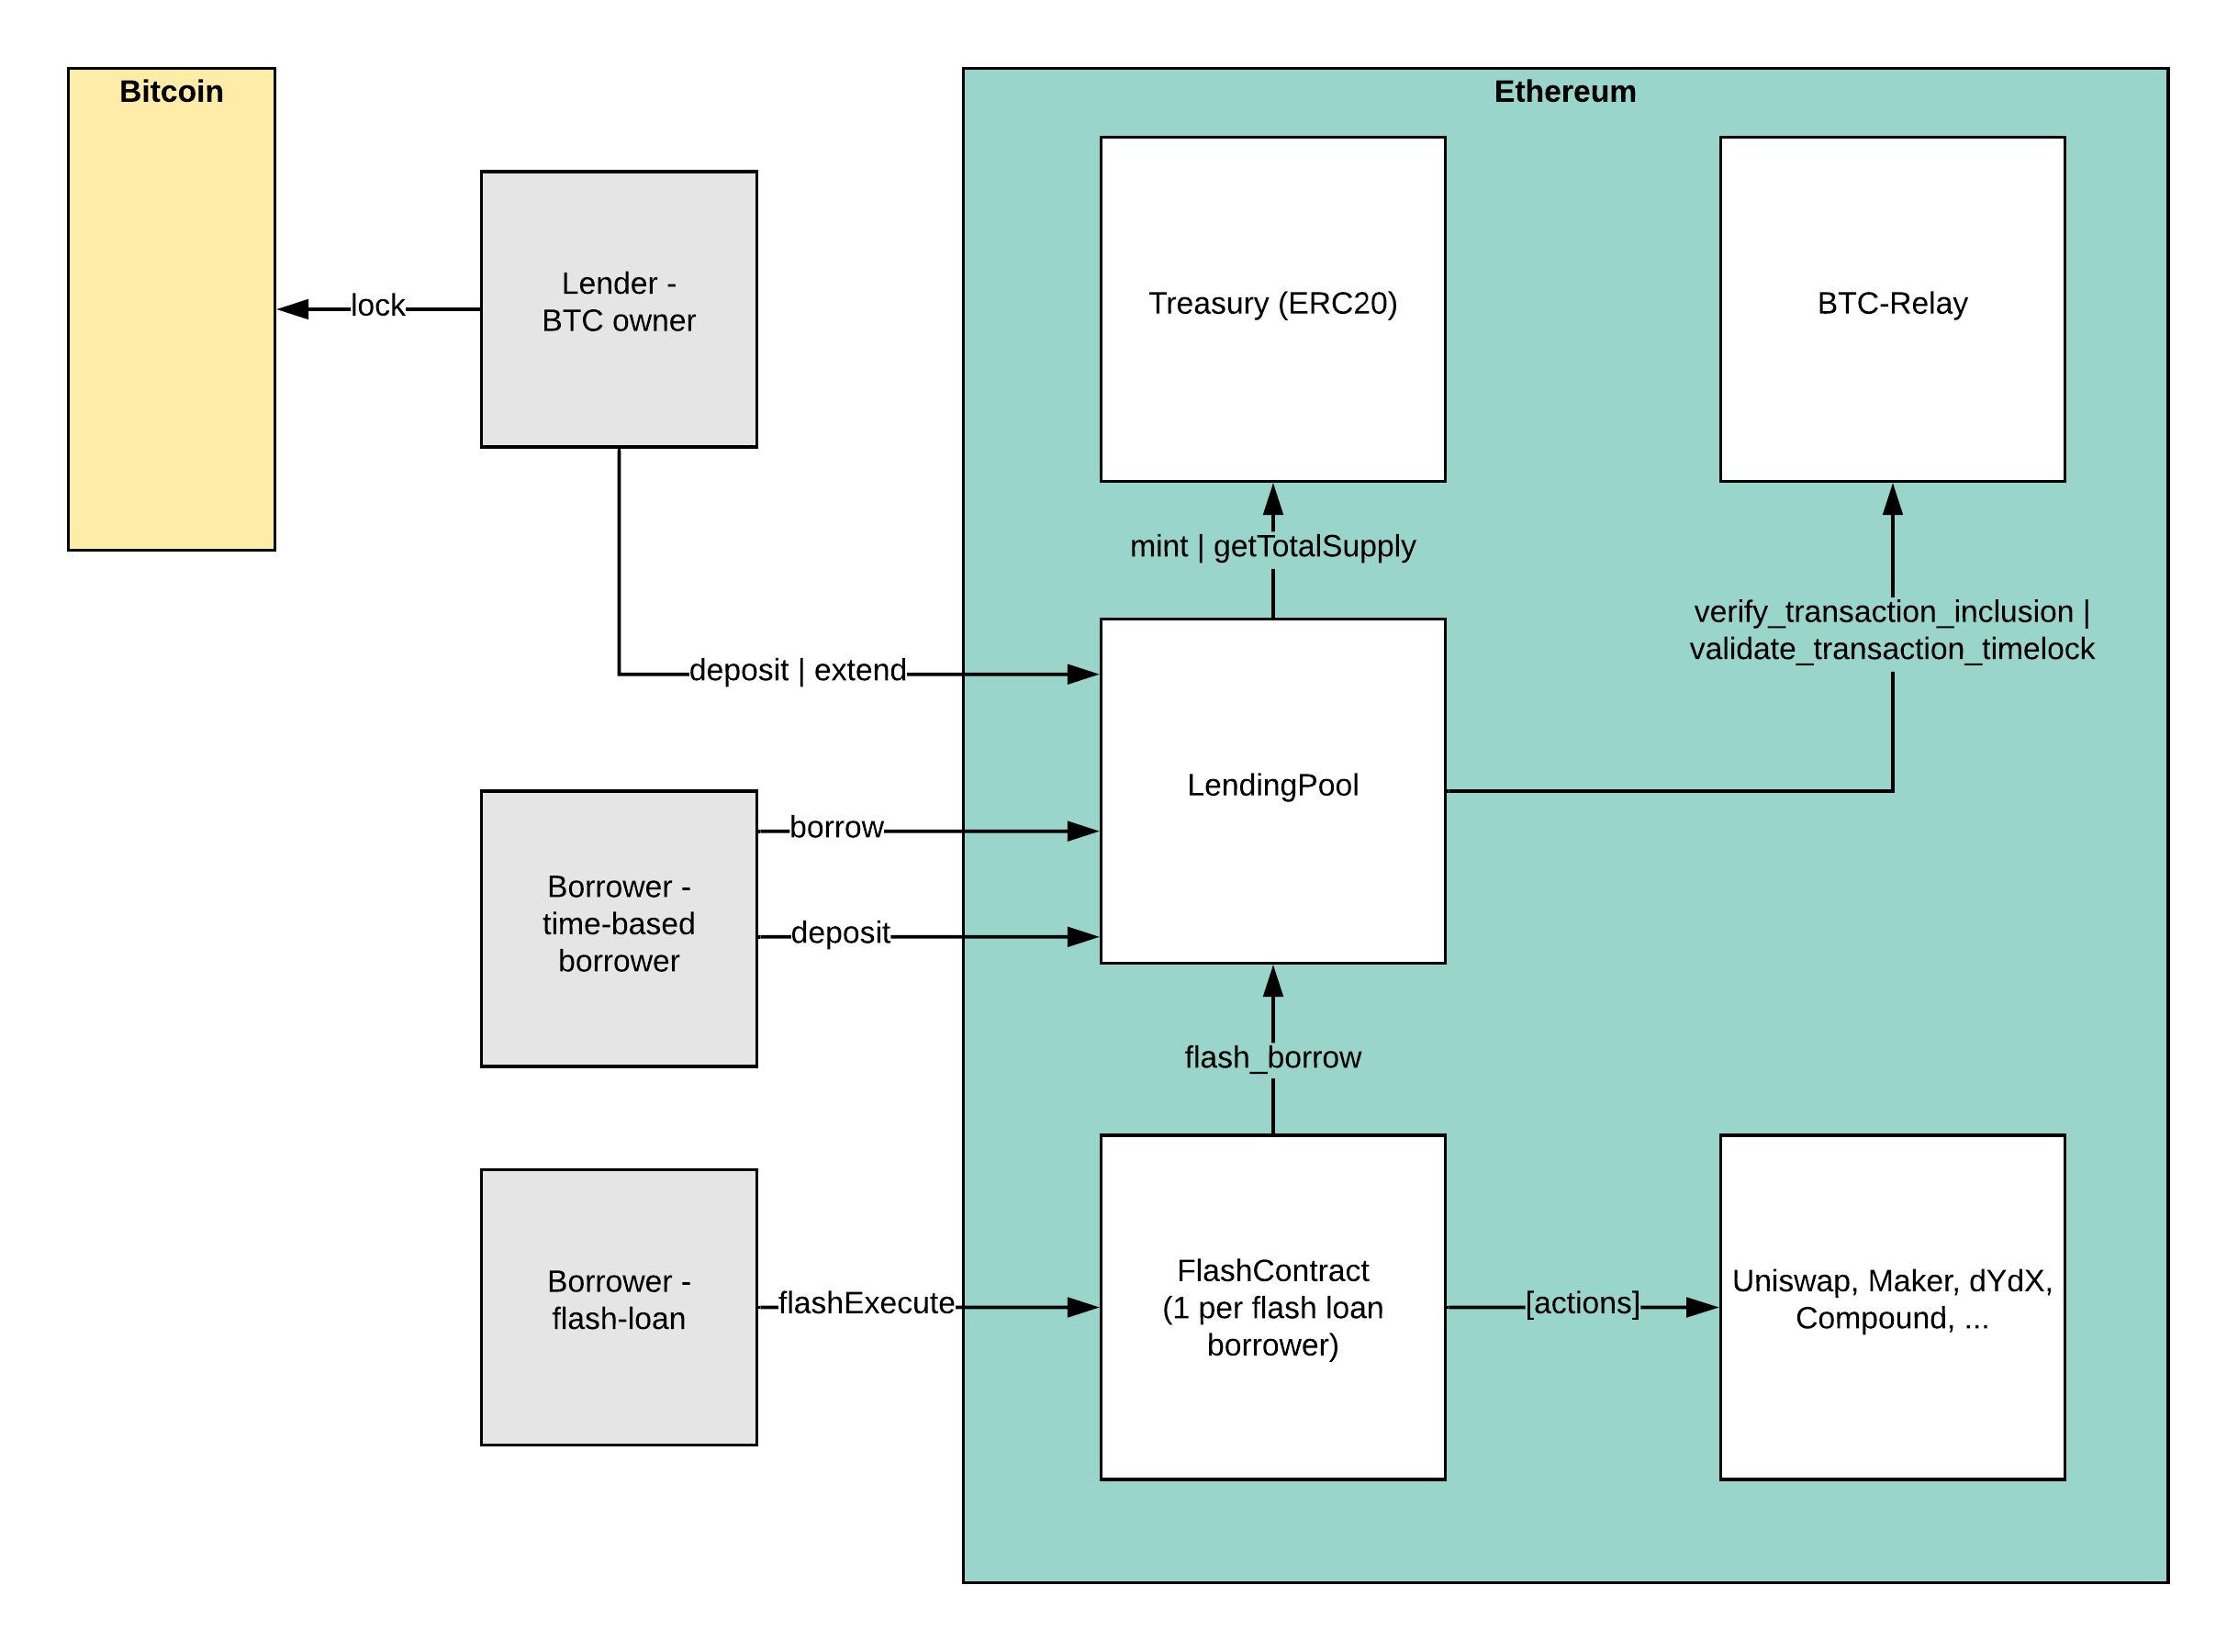 Bitcoin
Ethereum
Lender -
BTC owner
lock
Treasury (ERC20)
BTC-Relay
mint | getTotalSupply
verify_transaction_inclusion |
validate_transaction_timelock
deposit | extend
LendingPool
borrow
Borrower -
time-based
borrower
deposit
flash_borrow
Borrower -
flash-loan
flashExecute
FlashContract
(1 per flash loan
borrower)
[actions]
Uniswap, Maker, dYdX,
Compound, ...